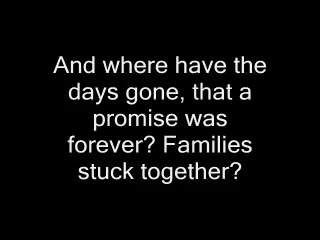 And where have the
days gone, that a
promise was
forever? Families
stuck together?